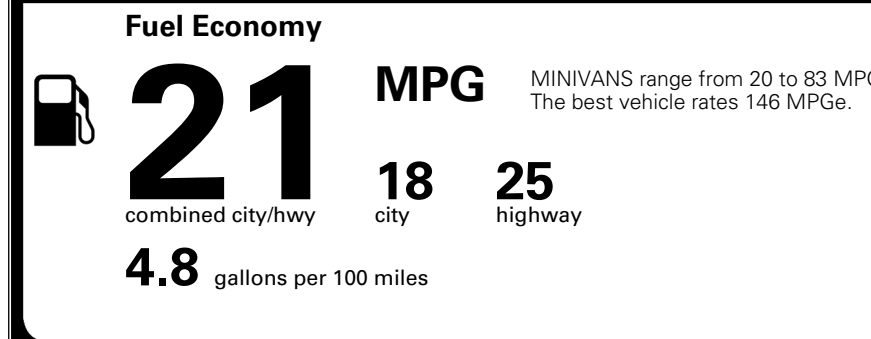 Fuel Economy
21
MPG
MINIVANS range from 20 to 83 MPG
The best vehicle rates 146 MPGe.
18
25
combined city/hwy
city
highway
4.8 gallons per 100 miles